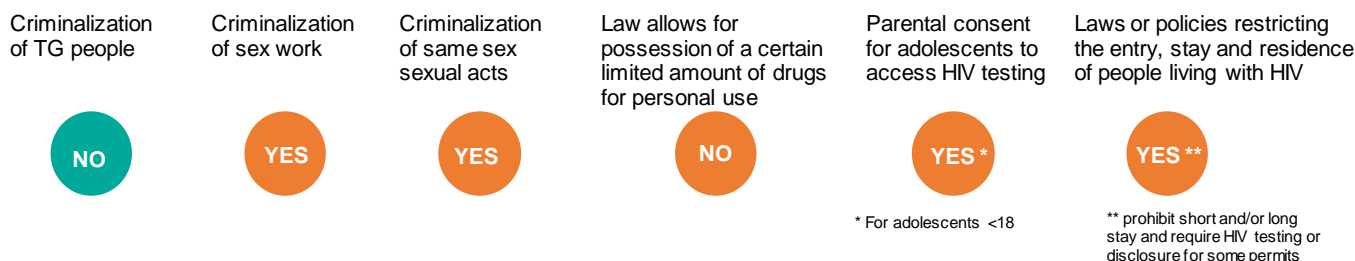 Criminalization
of TG people
NO
Criminalization
of sex work
YES
Criminalization
of same sex
sexual acts
YES
Law allows for
possession of a certain
limited amount of drugs
for personal use
NO
Parental consent
for adolescents to
access HIV testing
YES *
* For adolescents <18
Laws or policies restricting
the entry, stay and residence
of people living with HIV
YES **
** prohibit short and/or long
stay and require HIV testing or
disclosure for some permits